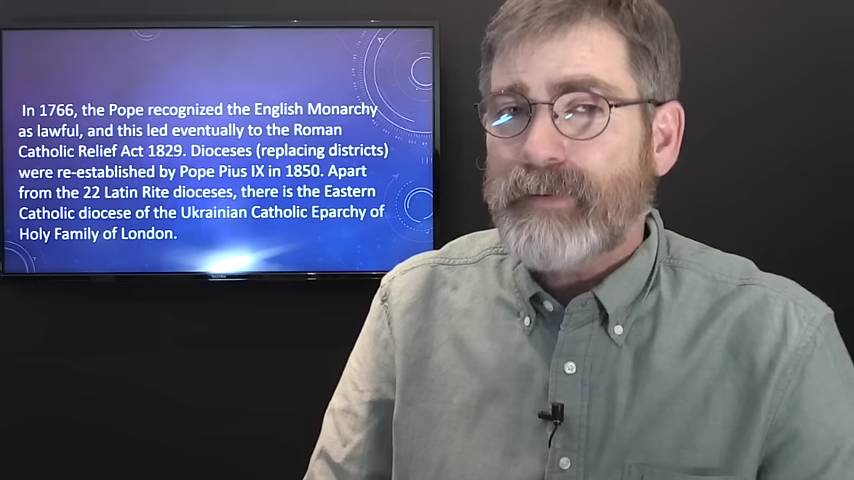 In 1766, the Pope recognized the English Monarchy
as lawful, and this led eventually to the Roman
Catholic Relief Act 1829. Dioceses (replacing districts)
were re-established by Pope Pius IX in 1850. Apart
from the 22 Latin Rite dioceses, there is the Eastern
Catholic diocese of the Ukrainian Catholic Eparchy of
Holy Family of London.